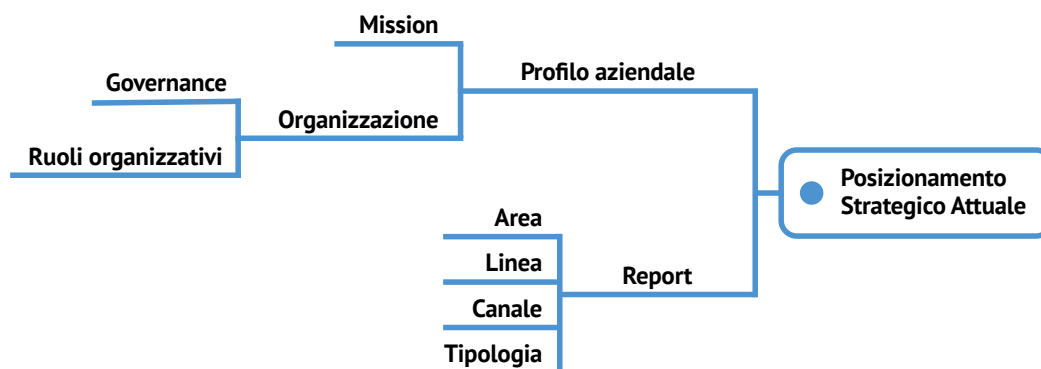 Mission
Profilo aziendale
Governance
Organizzazione
Ruoli organizzativi
Posizionamento
Strategico Attuale
Area
Linea
Report
Canale
Tipologia